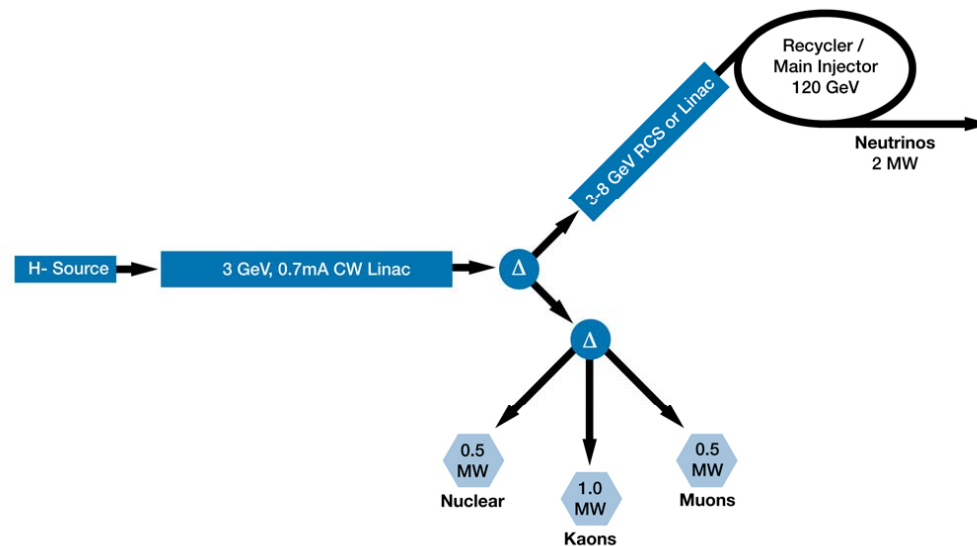 Recycler /
Main Injector
120 GeV
Neutrinos
2 MW
3-8 GeV RCS or Linac
H- Source
3 GeV, 0.7mA CW Linac
Δ
Δ
0.5
MW
Nuclear
1.0
MW
Kaons
0.5
MW
Muons